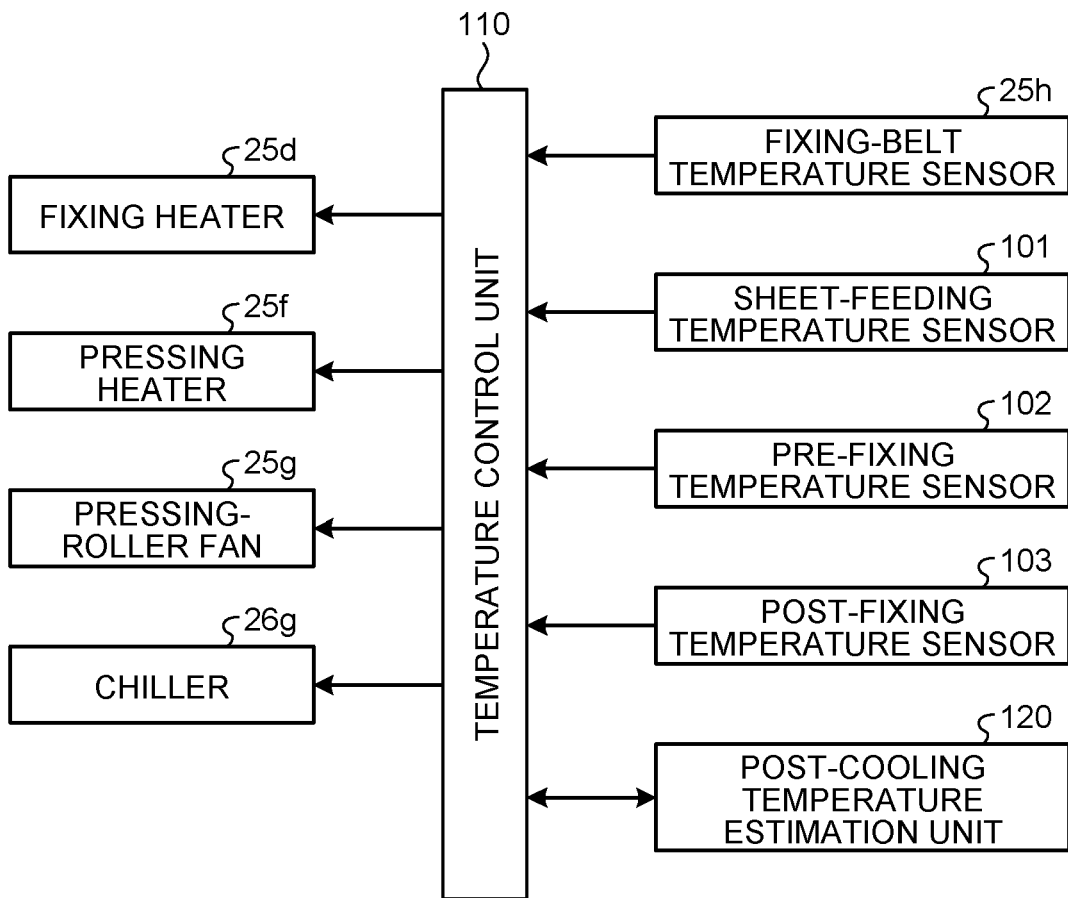 110
25d
FIXING HEATER
25f
PRESSING
HEATER
25g
PRESSING-
ROLLER FAN
26g
CHILLER
TEMPERATURE CONTROL UNIT
25h
FIXING-BELT
TEMPERATURE SENSOR
101
SHEET-FEEDING
TEMPERATURE SENSOR
102
PRE-FIXING
TEMPERATURE SENSOR
103
POST-FIXING
TEMPERATURE SENSOR
120
POST-COOLING
TEMPERATURE
ESTIMATION UNIT